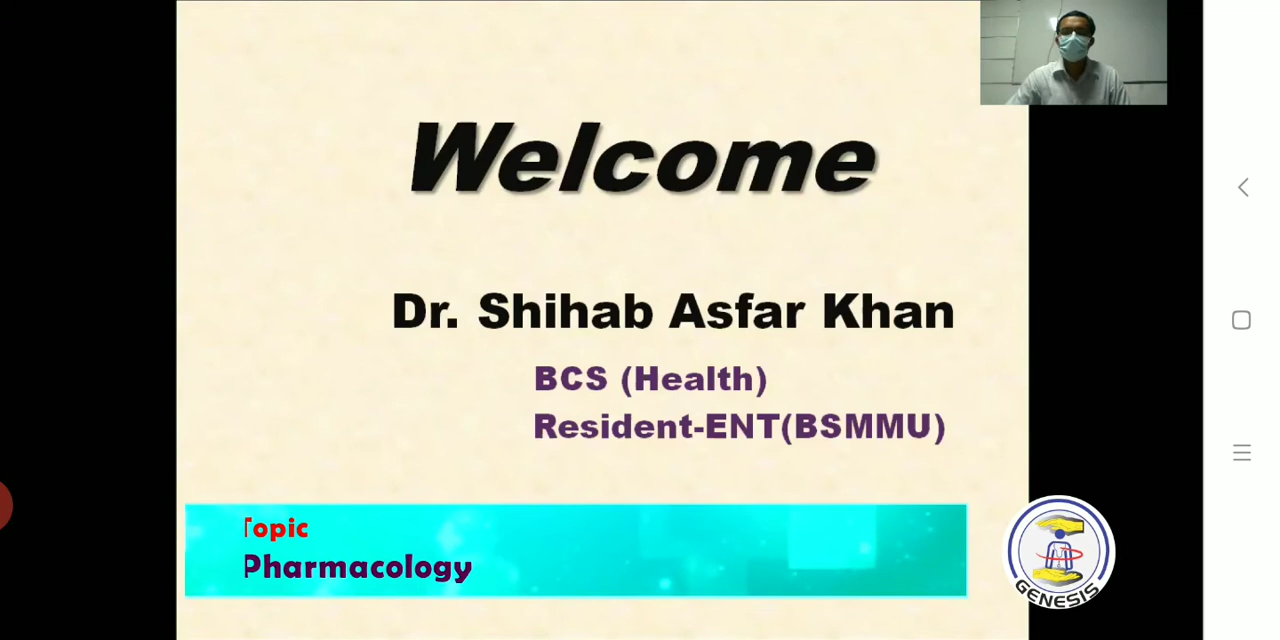 Welcome
Dr. Shihab Asfar Khan
BCS (Health)
Resident-ENT(BSMMU)
Topic
Pharmacology
GENESIS